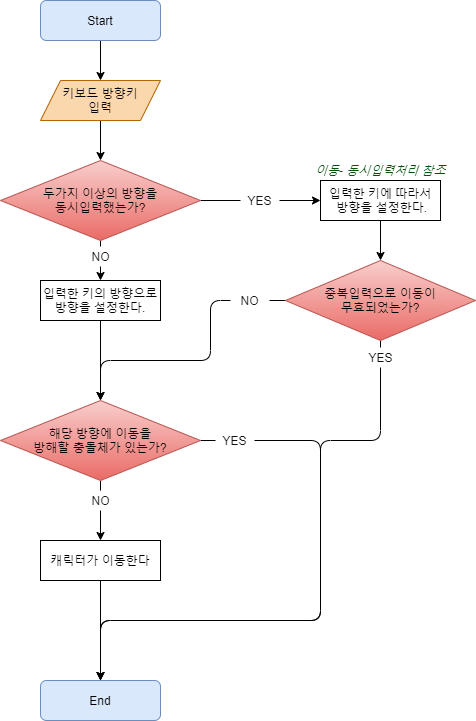 Start
키보드 방향키
입력
두가지 이상의 방향을
동시입력했는가?
YES
이동- 동시입력처리 참조
입력한 키에 따라서
방향을 설정한다.
NO
입력한 키의 방향으로
방향을 설정한다.
NO
중복입력으로 이동이
무효되었는가?
YES
해당 방향에 이동을
방해할 충돌체가 있는가?
YES
NO
캐릭터가 이동한다
End